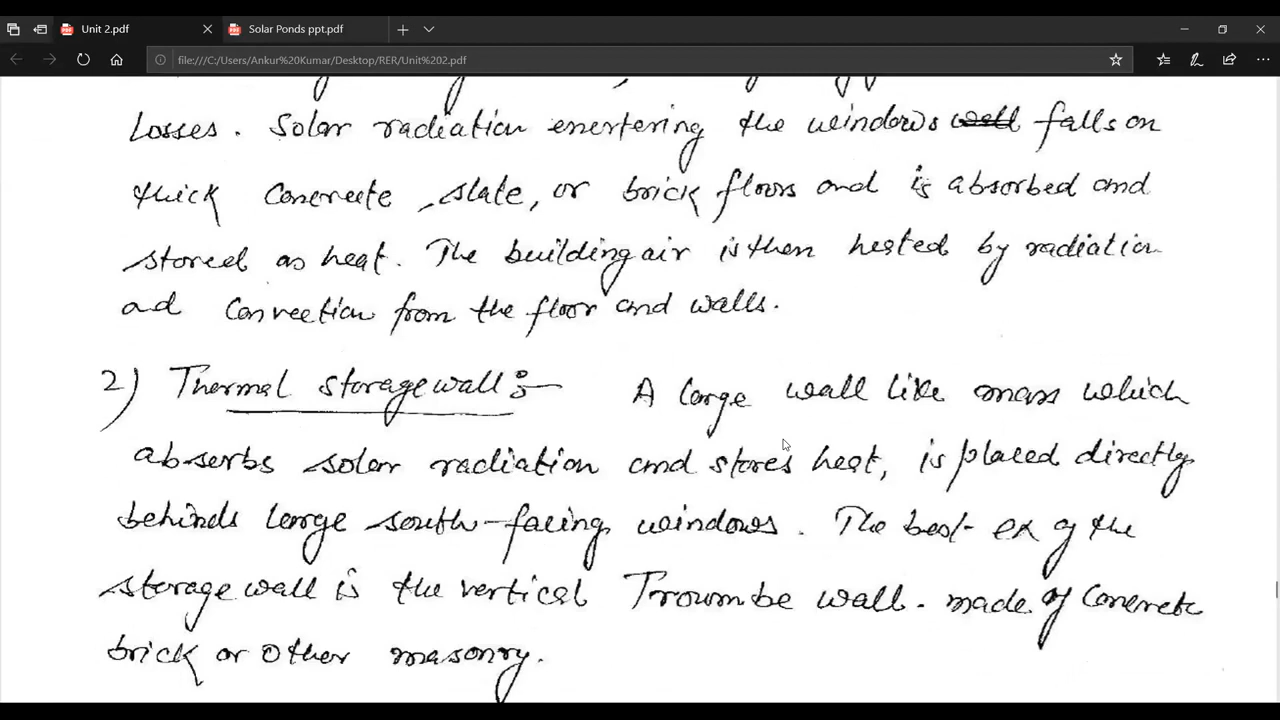 Unit 2.pdf
Solar Ponds ppt.pdf
file:///C:/Users/Ankur%20Kumar/Desktop/RER/Unit%202.pdf
Losses. Solar radiation enertering the windows well falls on
thick Concreete, slate, or brick floors and is absorbed and
stored as heat. The building air is then heated by radiation
ad Convection from the floor and walls.
2) Thermal storage wall :- A large wall like mass which
absorbs solar radiation and stores heat, is placed directly
behinds large south-facing windows. The best ex of the
storage wall is the vertical Troumbe wall. made of Concrete
brick or other masonry.